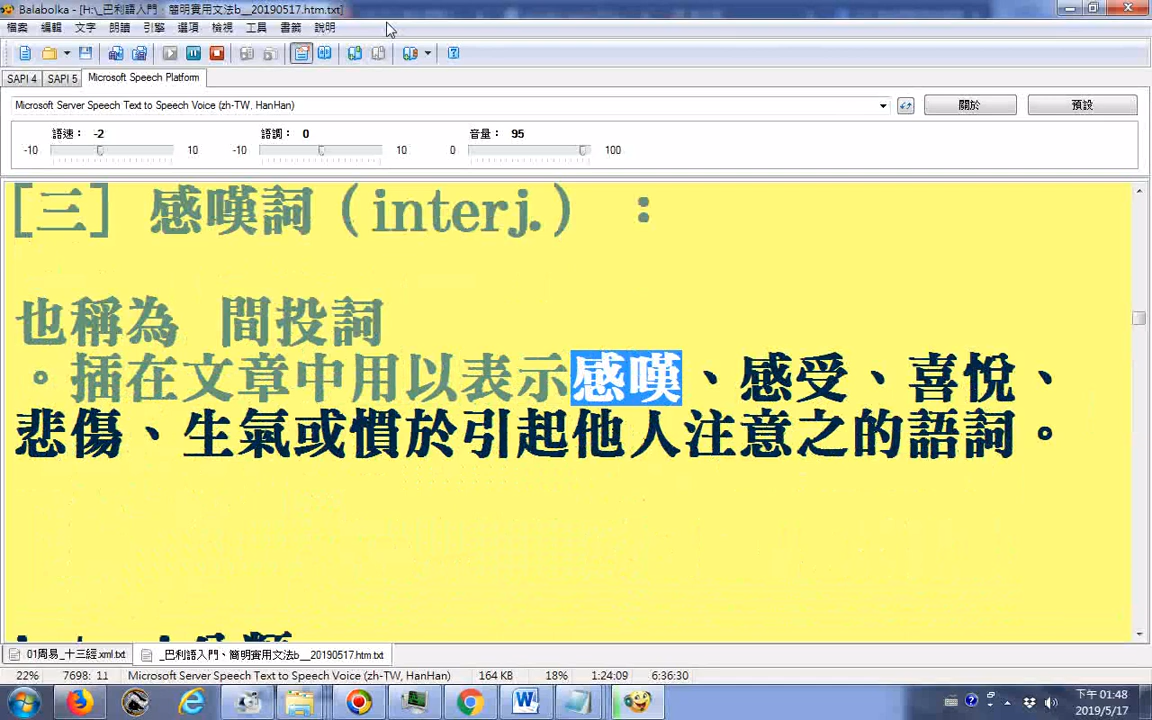 Balabolka - [H:\_巴利語入門、簡明實用文法b__20190517.htm.txt]
檔案 編輯 文字 朗讀 引擎 選項 檢視 工具 書籤 說明
SAPI 4 SAPI 5 Microsoft Speech Platform
Microsoft Server Speech Text to Speech Voice (zh-TW, HanHan) 關於 預設
語速： -2 語調： 0 音量： 95
-10 10 -10 10 0 100
[三] 感嘆詞（interj.） ：
也稱為 間投詞
。插在文章中用以表示感嘆、感受、喜悅、
悲傷、生氣或慣於引起他人注意之的語詞。
01周易_十三經.xml.txt _巴利語入門、簡明實用文法b__20190517.htm.txt
22% 7698: 11 Microsoft Server Speech Text to Speech Voice (zh-TW, HanHan) 164 KB 18% 1:24:09 6:36:30
下午 01:48
2019/5/17